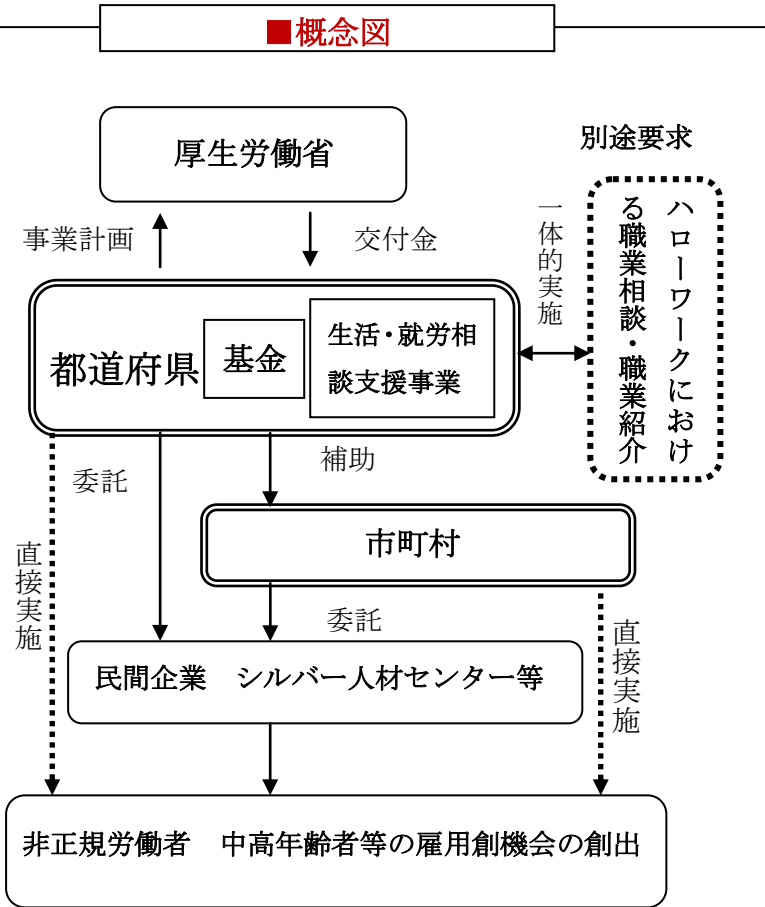 ■概念図
厚生労働省
別途要求
事業計画
交付金
一体的実施
ハローワークにおけ
る職業相談・職業紹介
都道府県
基金
生活・就労相
談支援事業
委託
補助
市町村
直接実施
委託
直接実施
民間企業　シルバー人材センター等
非正規労働者　中高年齢者等の雇用創機会の創出